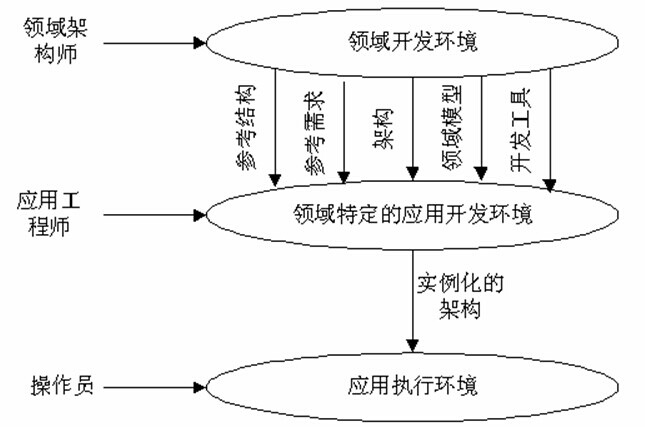 领域架
构师
领域开发环境
参考结构
参考需求
架构
领域模型
开发工具
应用工
程师
领域特定的应用开发环境
实例化的
架构
操作员
应用执行环境